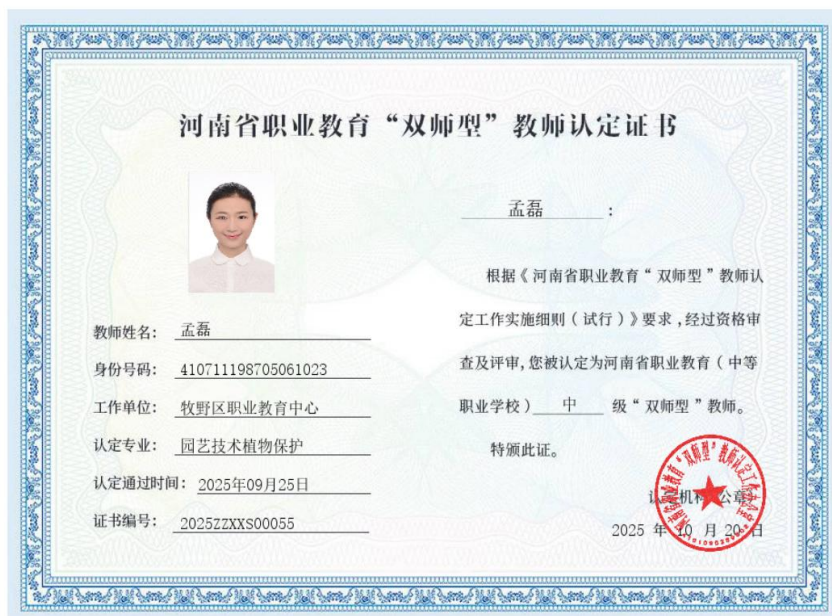 河南省职业教育“双师型”教师认定证书
孟磊：
根据《河南省职业教育“双师型”教师认
定工作实施细则（试行）》要求，经过资格审
查及评审，您被认定为河南省职业教育（中等
职业学校）中 级“双师型”教师。
特颁此证。
教师姓名： 孟磊
身份号码： 410711198705061023
工作单位： 牧野区职业教育中心
认定专业： 园艺技术植物保护
认定通过时间： 2025年09月25日
证书编号： 2025ZZXXS00055
认定机构（公章）
2025 年 10 月 20 日